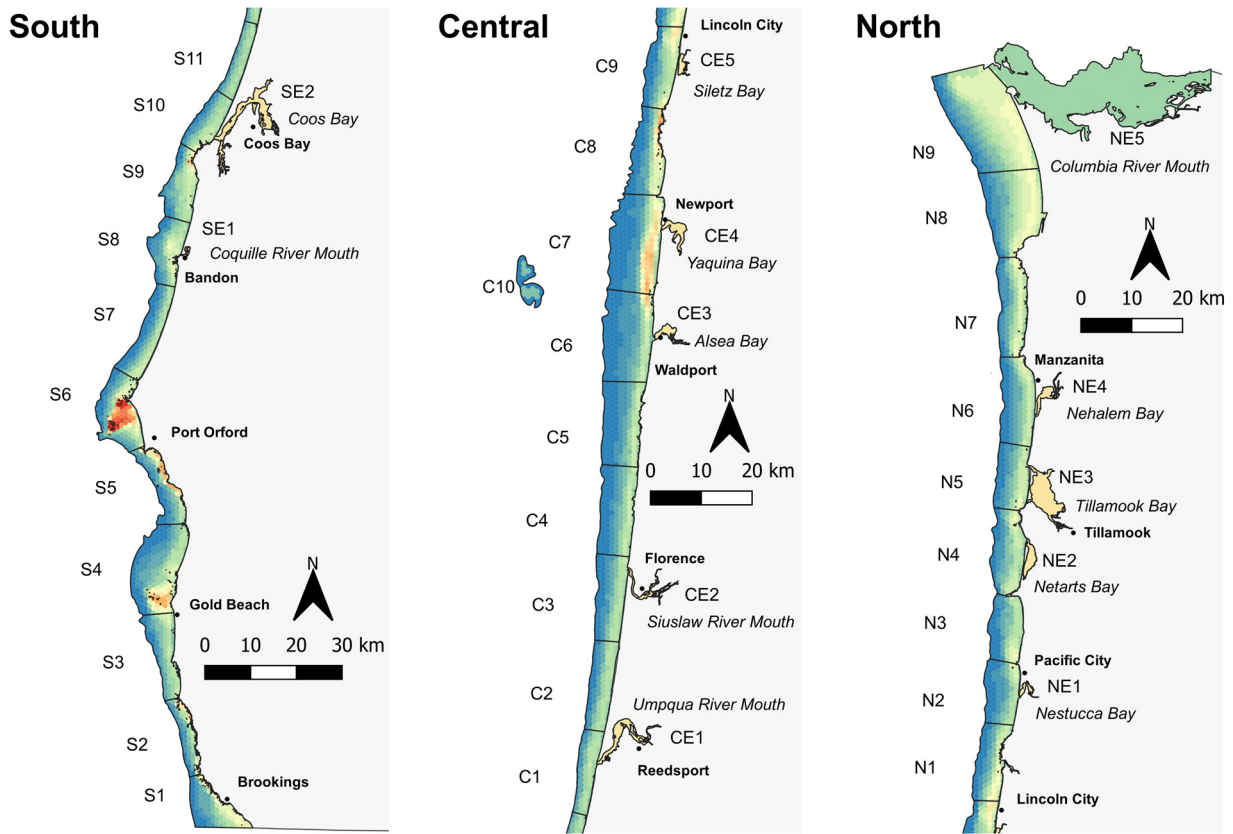 South
S11
S10
SE2
Coos Bay
Coos Bay
S9
SE1
S8
Coquille River Mouth
Bandon
S7
S6
Port Orford
S5
N
S4
Gold Beach
0 10 20 30 km
S3
S2
Brookings
S1
Central
Lincoln City
C9
CE5
Siletz Bay
C8
Newport
C7
CE4
Yaquina Bay
C10
CE3
C6
Alsea Bay
Waldport
N
C5
0 10 20 km
C4
Florence
CE2
C3
Siuslaw River Mouth
C2
Umpqua River Mouth
CE1
Reedsport
C1
North
NE5
N9
Columbia River Mouth
N8
N
0 10 20 km
N7
Manzanita
NE4
N6
Nehalem Bay
NE3
N5
Tillamook Bay
Tillamook
N4
NE2
Netarts Bay
N3
Pacific City
NE1
N2
Nestucca Bay
N1
Lincoln City